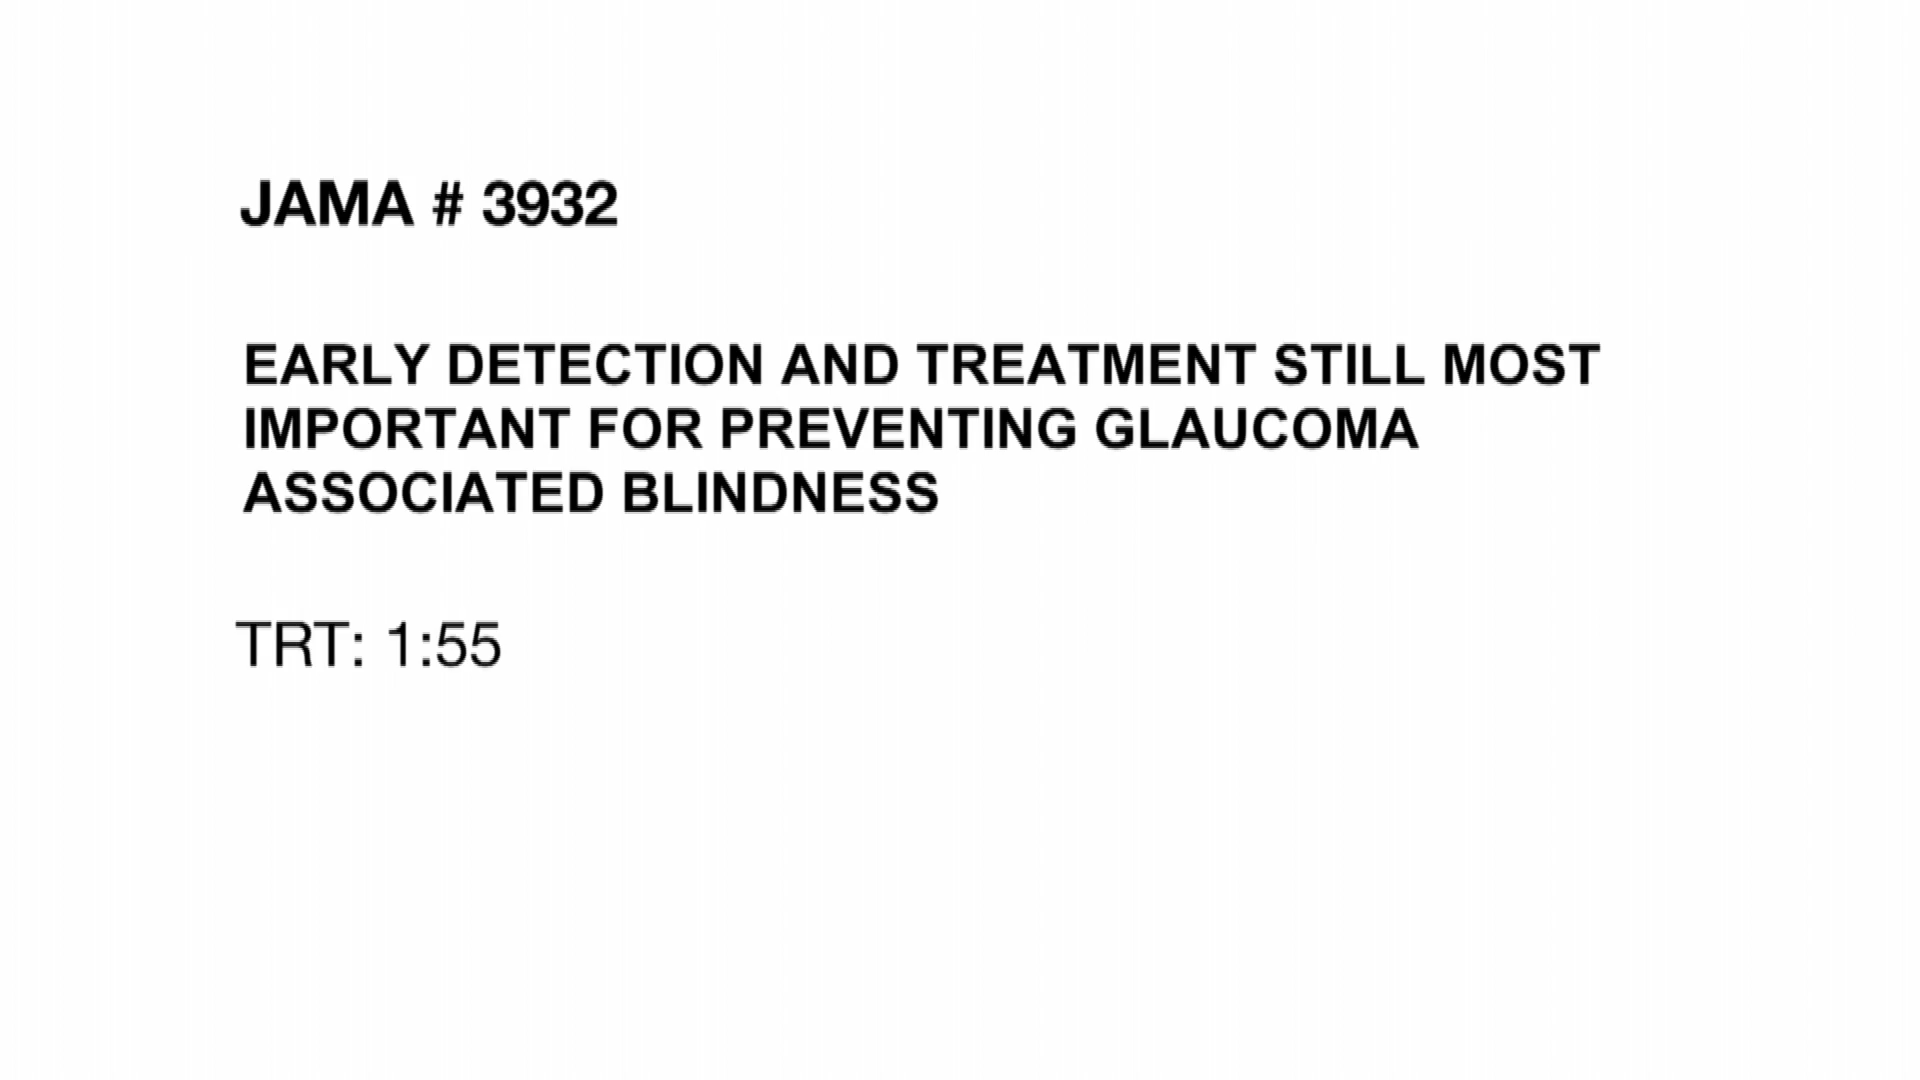 JAMA # 3932
EARLY DETECTION AND TREATMENT STILL MOST
IMPORTANT FOR PREVENTING GLAUCOMA
ASSOCIATED BLINDNESS
TRT: 1:55